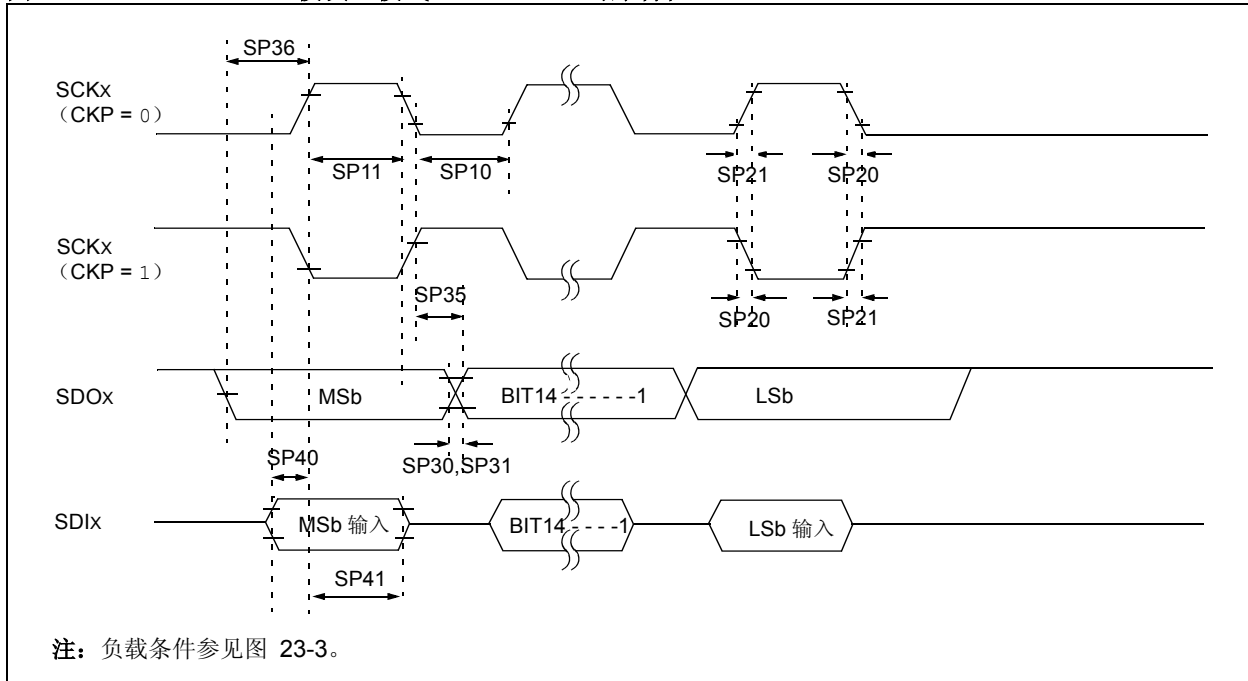 SP36
SCKx
（CKP = 0）
SP11
SP10
SP21
SP20
SCKx
（CKP = 1）
SP35
SP20
SP21
SDOx
MSb
BIT14 - - - - - -1
LSb
SP40
SP30,SP31
SDIx
MSb 输入
BIT14 - - - -1
LSb 输入
SP41
注：负载条件参见图 23-3。